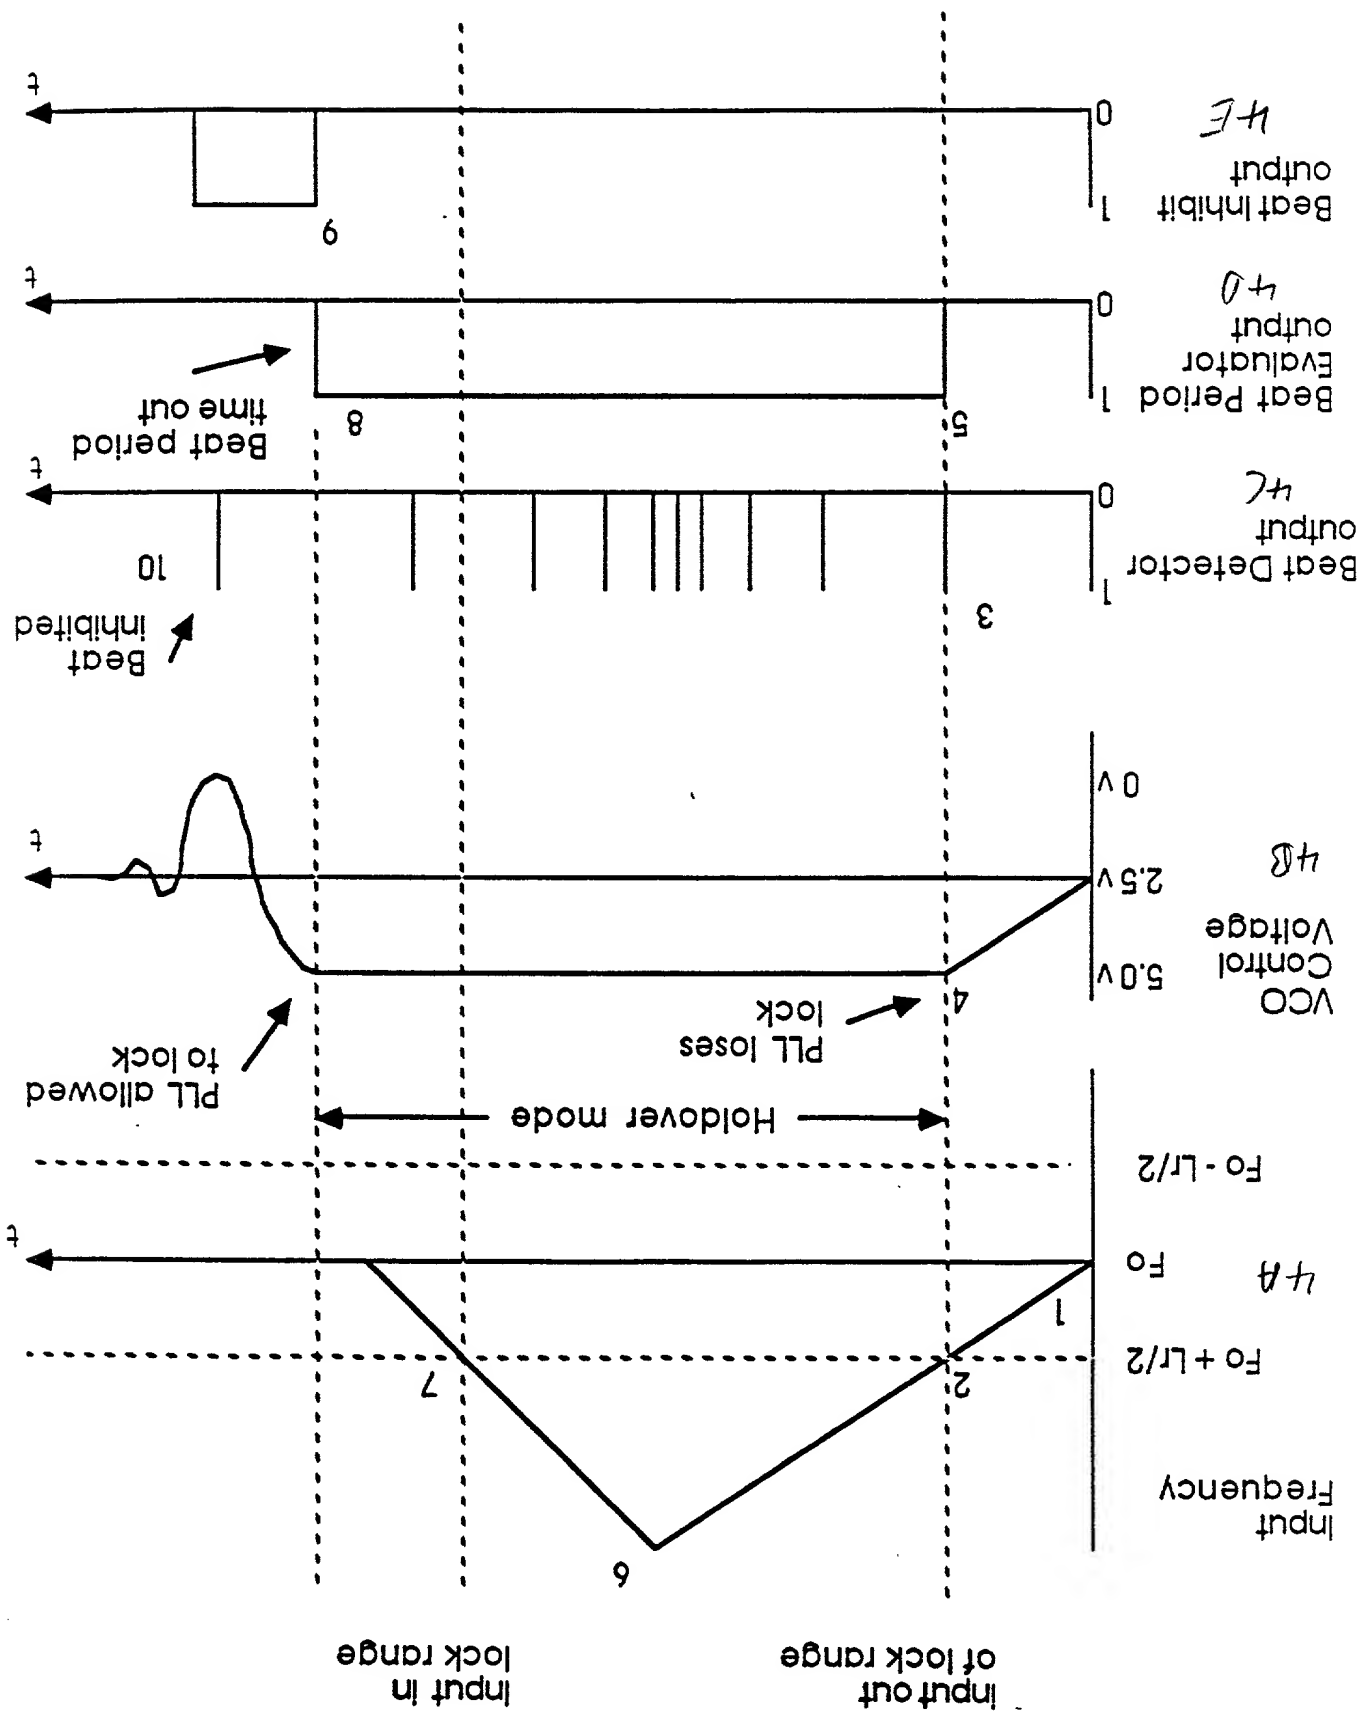 Input out
of lock range
Input in
lock range
Input
Frequency
6
Fo + Lr/2
2
7
1
4A
Fo
t
Fo - Lr/2
Holdover mode
VCO
Control
Voltage
4B
PLL loses
lock
PLL allowed
to lock
5.0 v
4
2.5 v
t
0 v
Beat
inhibited
3
10
Beat Detector
output
4C
1
0
t
Beat Period
Evaluator
output
4D
1
5
8
Beat period
time out
0
t
Beat Inhibit
output
4E
1
9
0
t